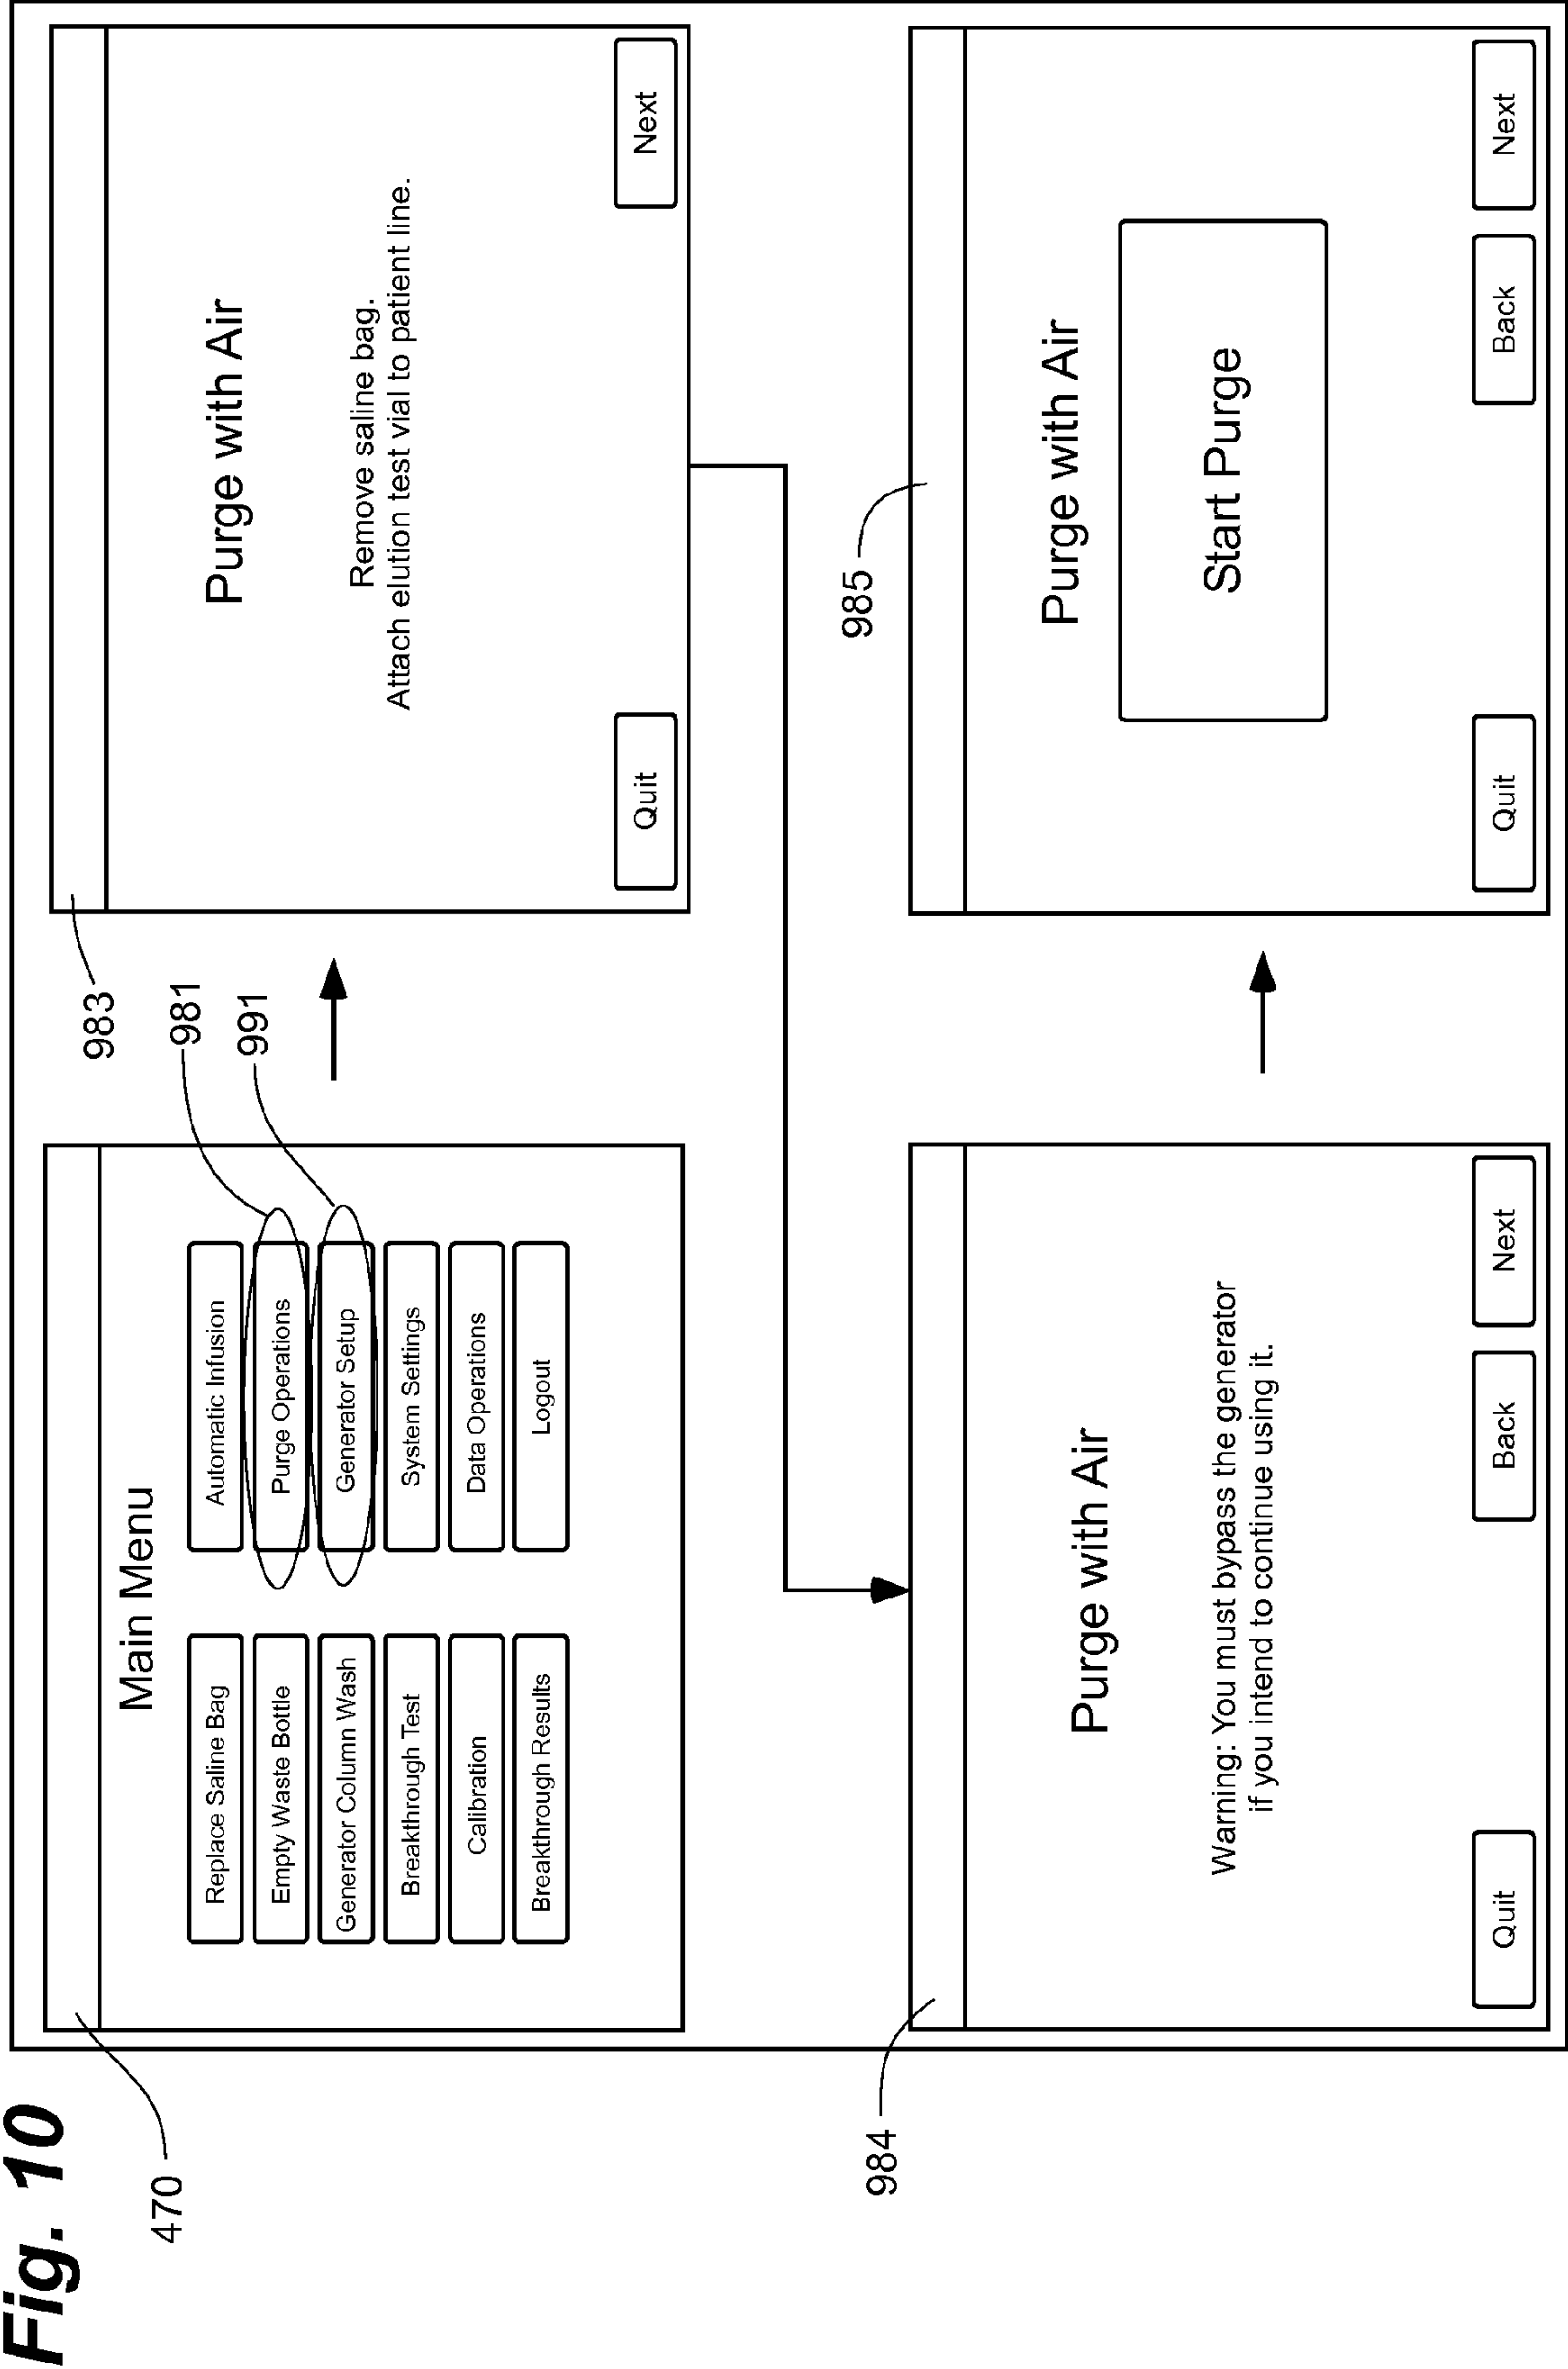 Fig. 10
470
Main Menu
Replace Saline Bag
Automatic Infusion
Empty Waste Bottle
Purge Operations
Generator Column Wash
Generator Setup
Breakthrough Test
System Settings
Calibration
Data Operations
Breakthrough Results
Logout
981
991
983
Purge with Air
Remove saline bag.
Attach elution test vial to patient line.
Quit
Next
984
Purge with Air
Warning: You must bypass the generator
if you intend to continue using it.
Quit
Back
Next
985
Purge with Air
Start Purge
Quit
Back
Next